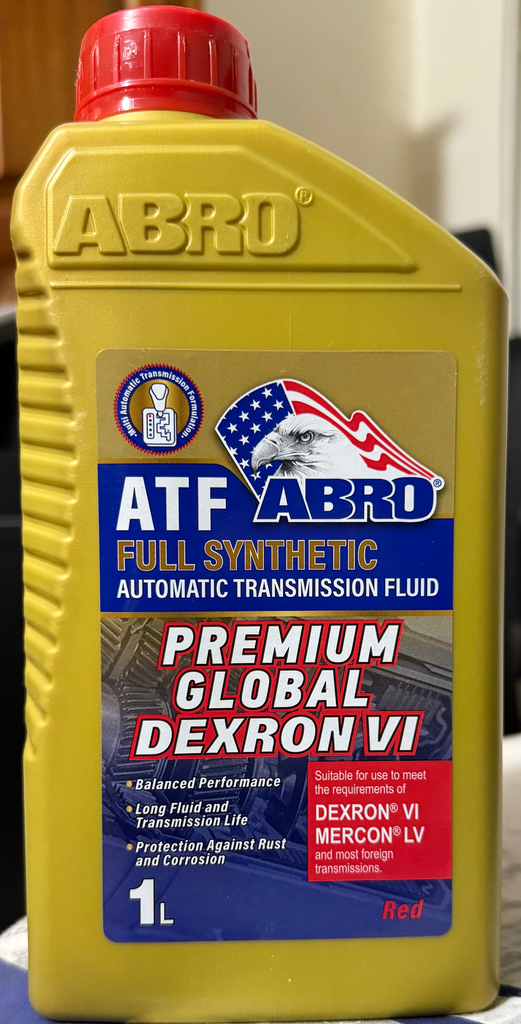 ABRO®
Multi Automatic Transmission Formulation
ABRO®
ATF
FULL SYNTHETIC
AUTOMATIC TRANSMISSION FLUID
PREMIUM
GLOBAL
DEXRON VI
• Balanced Performance
• Long Fluid and
Transmission Life
• Protection Against Rust
and Corrosion
Suitable for use to meet
the requirements of
DEXRON® VI
MERCON® LV
and most foreign
transmissions.
1L
Red